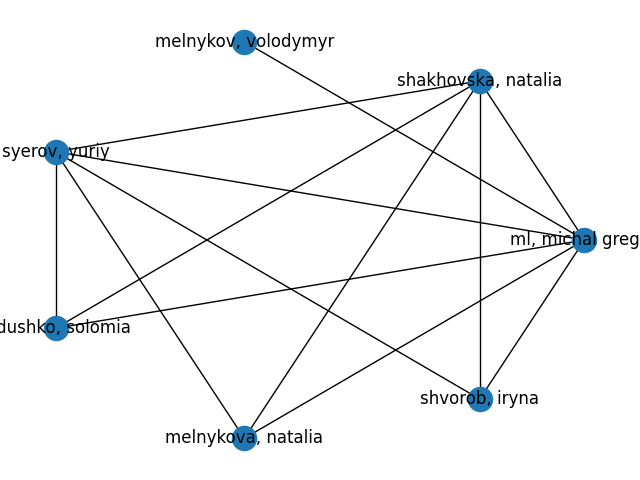 melnykov, volodymyr
shakhovska, natalia
syerov, yuriy
ml, michal greg
dushko, solomia
shvorob, iryna
melnykova, natalia